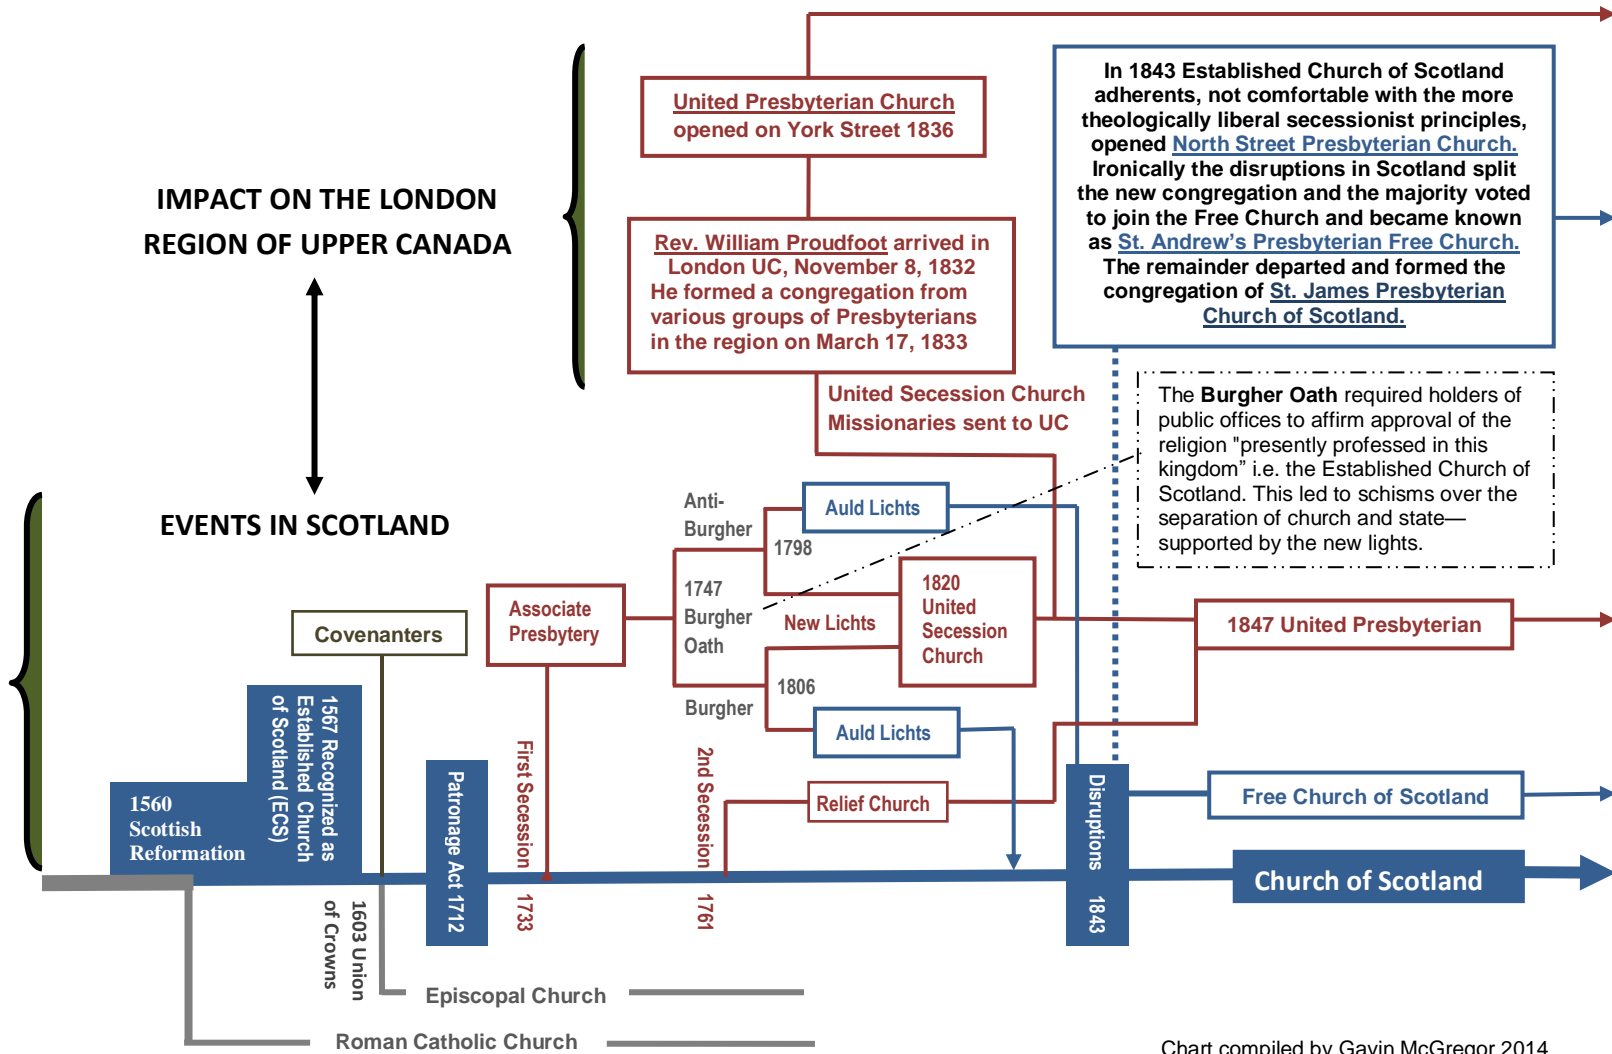 United Presbyterian Church
opened on York Street 1836
In 1843 Established Church of Scotland
adherents, not comfortable with the more
theologically liberal secessionist principles,
opened North Street Presbyterian Church.
Ironically the disruptions in Scotland split
the new congregation and the majority voted
to join the Free Church and became known
as St. Andrew's Presbyterian Free Church.
The remainder departed and formed the
congregation of St. James Presbyterian
Church of Scotland.
IMPACT ON THE LONDON
REGION OF UPPER CANADA
Rev. William Proudfoot arrived in
London UC, November 8, 1832
He formed a congregation from
various groups of Presbyterians
in the region on March 17, 1833
United Secession Church
Missionaries sent to UC
The Burgher Oath required holders of
public offices to affirm approval of the
religion "presently professed in this
kingdom” i.e. the Established Church of
Scotland. This led to schisms over the
separation of church and state—
supported by the new lights.
EVENTS IN SCOTLAND
Anti-
Burgher
Auld Lichts
1798
1747
Burgher
Oath
1820
United
Secession
Church
Associate
Presbytery
New Lichts
1847 United Presbyterian
Covenanters
1806
Burgher
Auld Lichts
1567 Recognized as
Established Church
of Scotland (ECS)
First Secession 1733
2nd Secession 1761
Patronage Act 1712
Disruptions 1843
1560
Scottish
Reformation
Relief Church
Free Church of Scotland
Church of Scotland
1603 Union
of Crowns
Episcopal Church
Roman Catholic Church
Chart compiled by Gavin McGregor 2014